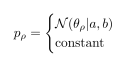 p_ρ = { 𝒩(θ_ρ|a, b)
constant